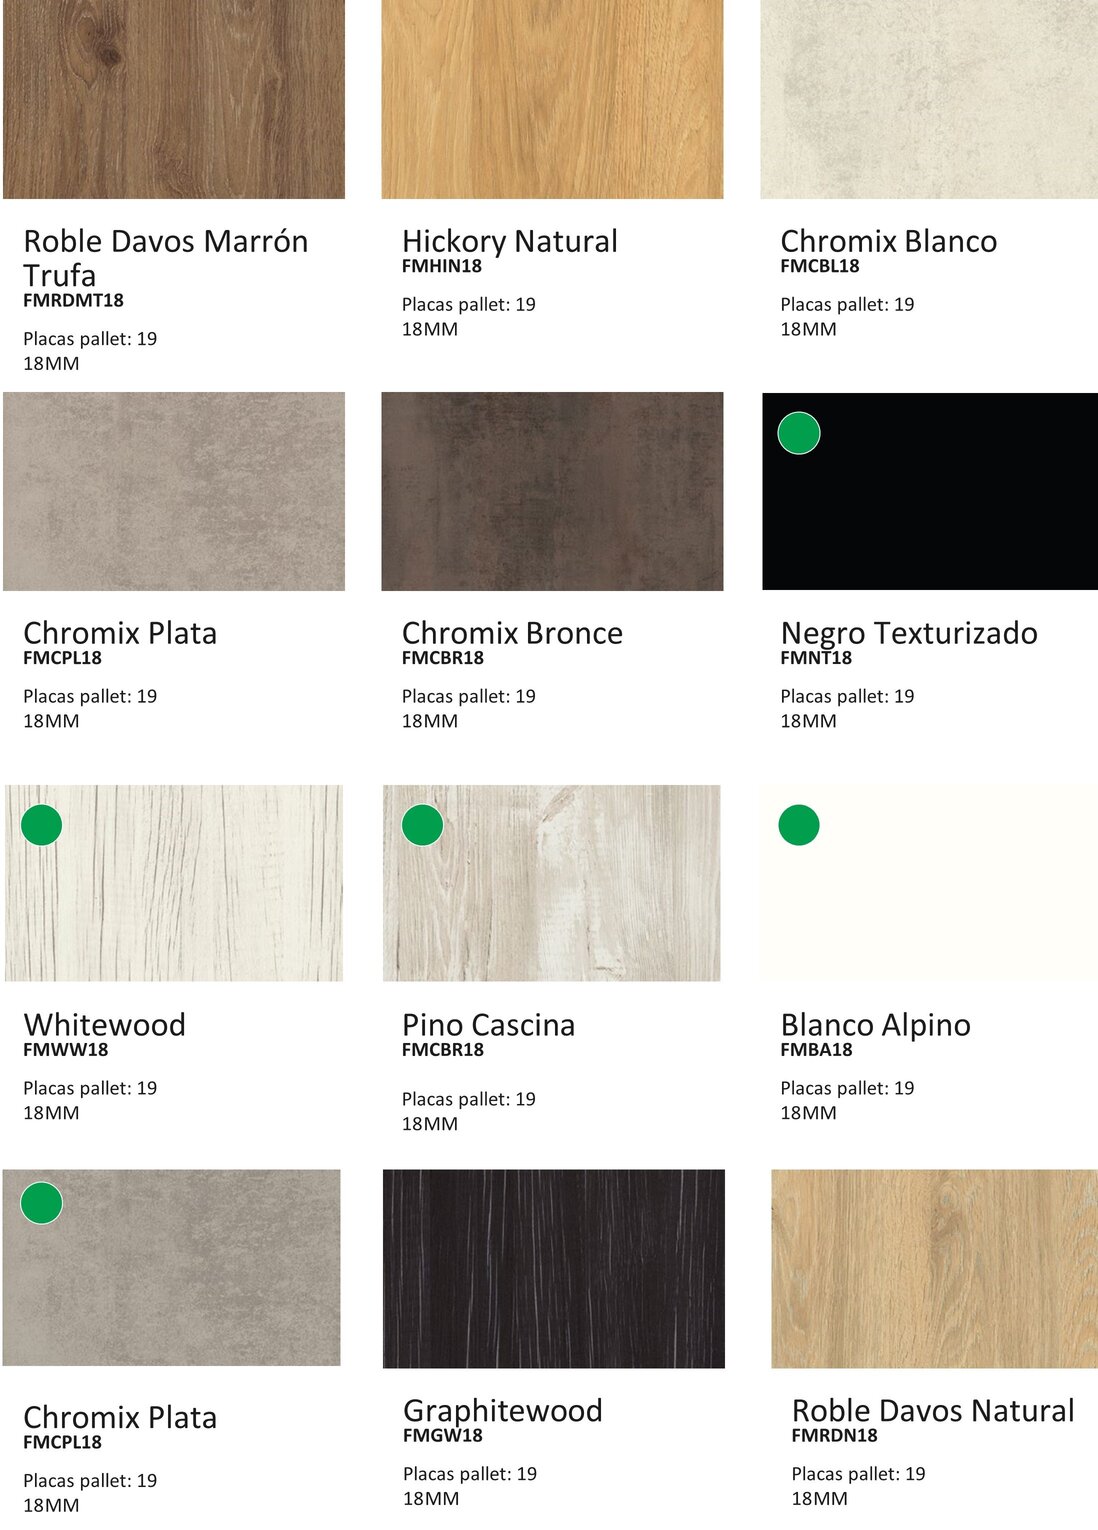 Roble Davos Marrón
Trufa
FMRDMT18
Placas pallet: 19
18MM
Hickory Natural
FMHIN18
Placas pallet: 19
18MM
Chromix Blanco
FMCBL18
Placas pallet: 19
18MM
Chromix Plata
FMCPL18
Placas pallet: 19
18MM
Chromix Bronce
FMCBR18
Placas pallet: 19
18MM
Negro Texturizado
FMNT18
Placas pallet: 19
18MM
Whitewood
FMWW18
Placas pallet: 19
18MM
Pino Cascina
FMCBR18
Placas pallet: 19
18MM
Blanco Alpino
FMBA18
Placas pallet: 19
18MM
Chromix Plata
FMCPL18
Placas pallet: 19
18MM
Graphitewood
FMGW18
Placas pallet: 19
18MM
Roble Davos Natural
FMRDN18
Placas pallet: 19
18MM